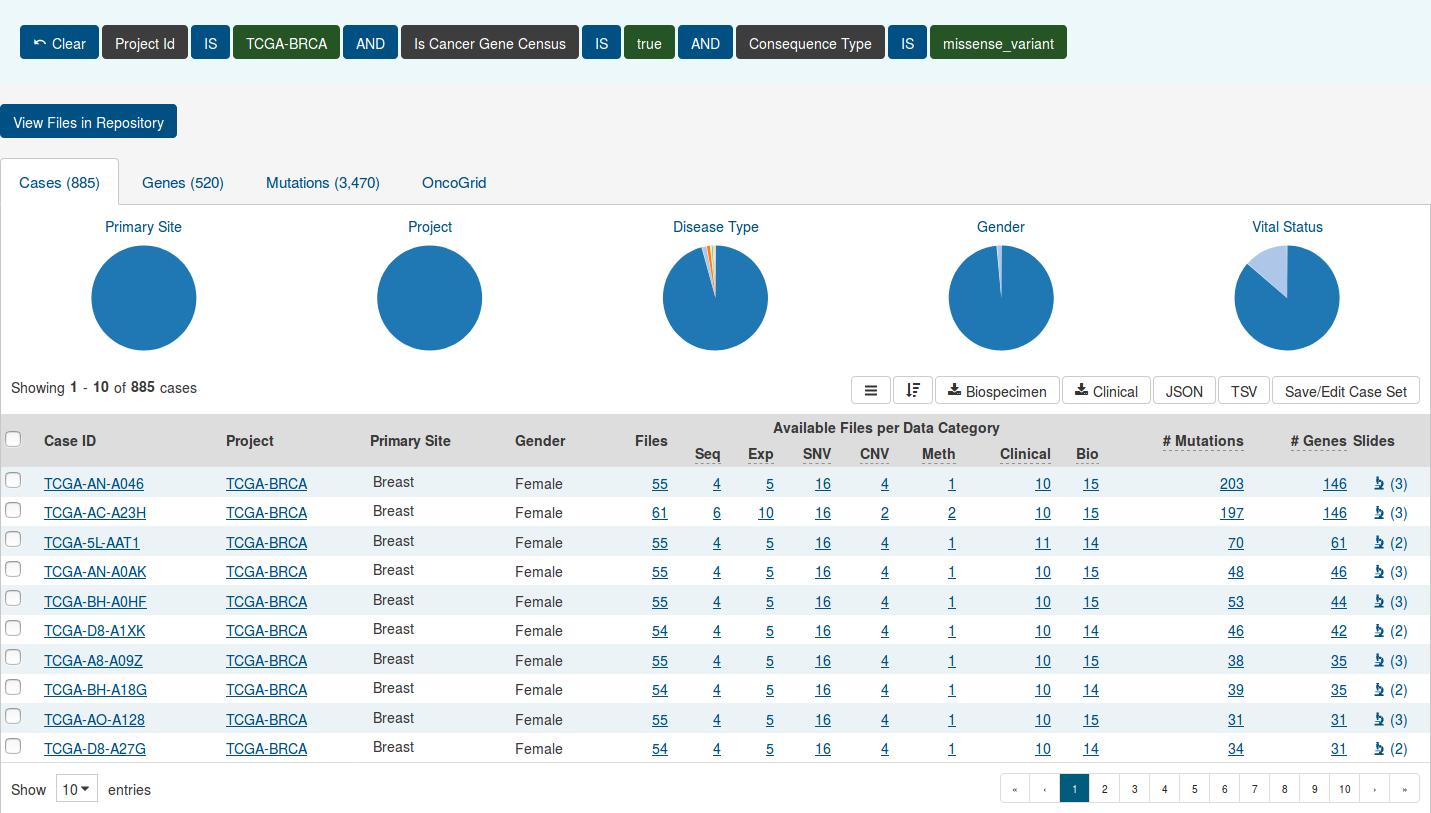 Clear Project Id IS TCGA-BRCA AND Is Cancer Gene Census IS true AND Consequence Type IS missense_variant
View Files in Repository
Cases (885) Genes (520) Mutations (3,470) OncoGrid
Primary Site Project Disease Type Gender Vital Status
Showing 1 - 10 of 885 cases
Biospecimen Clinical JSON TSV Save/Edit Case Set
Available Files per Data Category
Case ID Project Primary Site Gender Files # Mutations # Genes Slides
Seq Exp SNV CNV Meth Clinical Bio
TCGA-AN-A046 TCGA-BRCA Breast Female 55 4 5 16 4 1 10 15 203 146 (3)
TCGA-AC-A23H TCGA-BRCA Breast Female 61 6 10 16 2 2 10 15 197 146 (3)
TCGA-5L-AAT1 TCGA-BRCA Breast Female 55 4 5 16 4 1 11 14 70 61 (2)
TCGA-AN-A0AK TCGA-BRCA Breast Female 55 4 5 16 4 1 10 15 48 46 (3)
TCGA-BH-A0HF TCGA-BRCA Breast Female 55 4 5 16 4 1 10 15 53 44 (3)
TCGA-D8-A1XK TCGA-BRCA Breast Female 54 4 5 16 4 1 10 14 46 42 (2)
TCGA-A8-A09Z TCGA-BRCA Breast Female 55 4 5 16 4 1 10 15 38 35 (3)
TCGA-BH-A18G TCGA-BRCA Breast Female 54 4 5 16 4 1 10 14 39 35 (2)
TCGA-AO-A128 TCGA-BRCA Breast Female 55 4 5 16 4 1 10 15 31 31 (3)
TCGA-D8-A27G TCGA-BRCA Breast Female 54 4 5 16 4 1 10 14 34 31 (2)
Show 10 entries « ‹ 1 2 3 4 5 6 7 8 9 10 › »